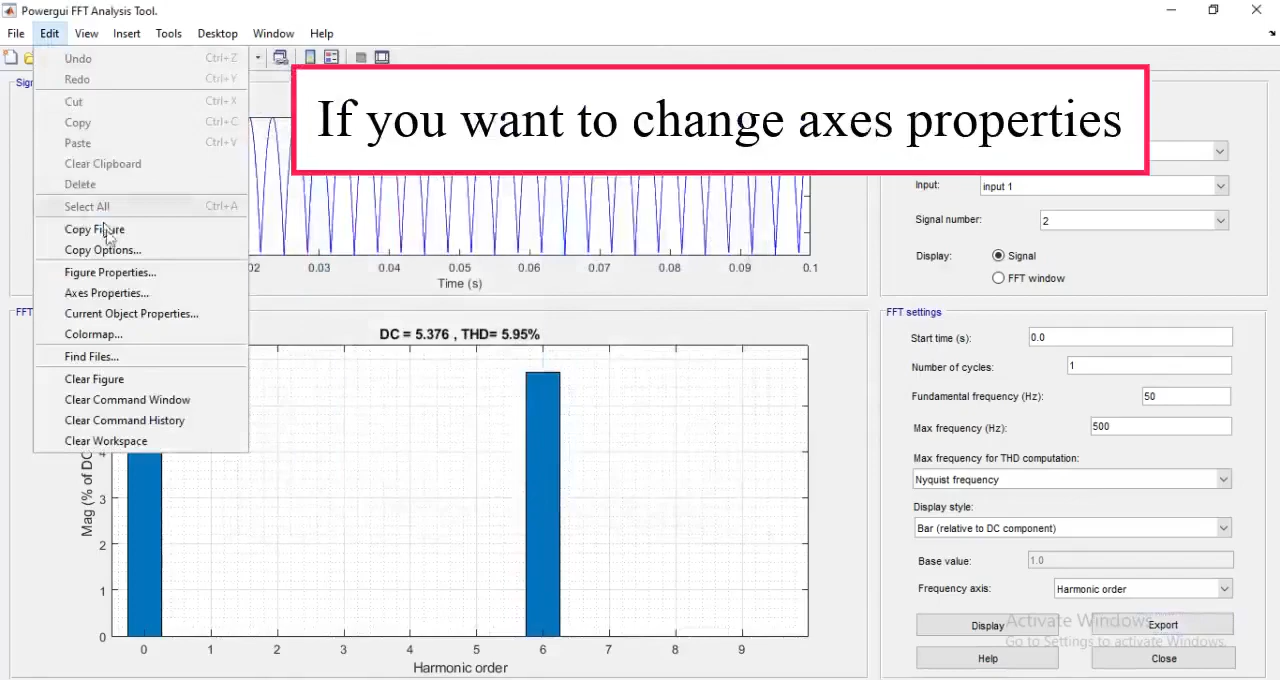 Powergui FFT Analysis Tool.
File Edit View Insert Tools Desktop Window Help
Undo Ctrl+Z
Redo Ctrl+Y
Cut Ctrl+X
Copy Ctrl+C
Paste Ctrl+V
Clear Clipboard
Delete
Select All Ctrl+A
Copy Figure
Copy Options...
Figure Properties...
Axes Properties...
Current Object Properties...
Colormap...
Find Files...
Clear Figure
Clear Command Window
Clear Command History
Clear Workspace
If you want to change axes properties
0.03 0.04 0.05 0.06 0.07 0.08 0.09 0.1
Time (s)
FFT
DC = 5.376 , THD= 5.95%
Mag (% of DC
4
3
2
1
0
0 1 2 3 4 5 6 7 8 9
Harmonic order
Input: input 1
Signal number: 2
Display: Signal
FFT window
FFT settings
Start time (s): 0.0
Number of cycles: 1
Fundamental frequency (Hz): 50
Max frequency (Hz): 500
Max frequency for THD computation:
Nyquist frequency
Display style:
Bar (relative to DC component)
Base value: 1.0
Frequency axis: Harmonic order
Display Export
Help Close
Activate Windows
Go to Settings to activate Windows.